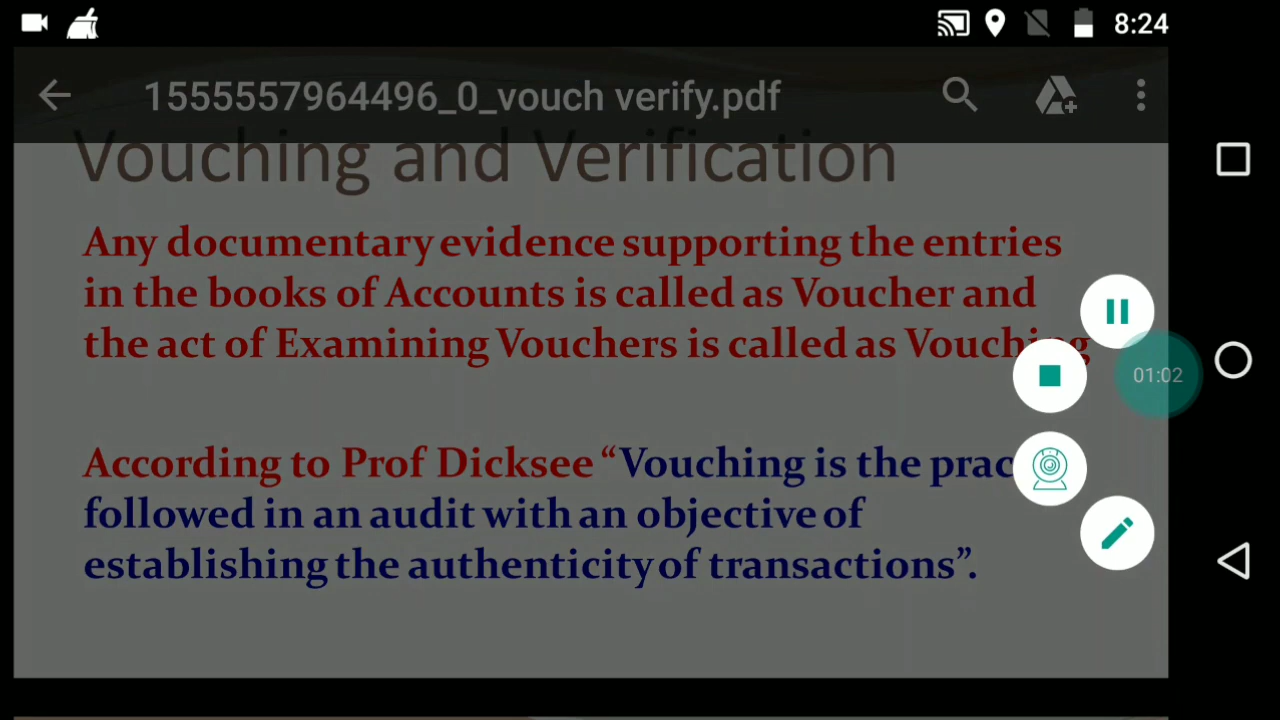 8:24
1555557964496_0_vouch verify.pdf
Vouching and Verification
Any documentary evidence supporting the entries
in the books of Accounts is called as Voucher and
the act of Examining Vouchers is called as Vouching
01:02
According to Prof Dicksee “Vouching is the prac
followed in an audit with an objective of
establishing the authenticity of transactions”.